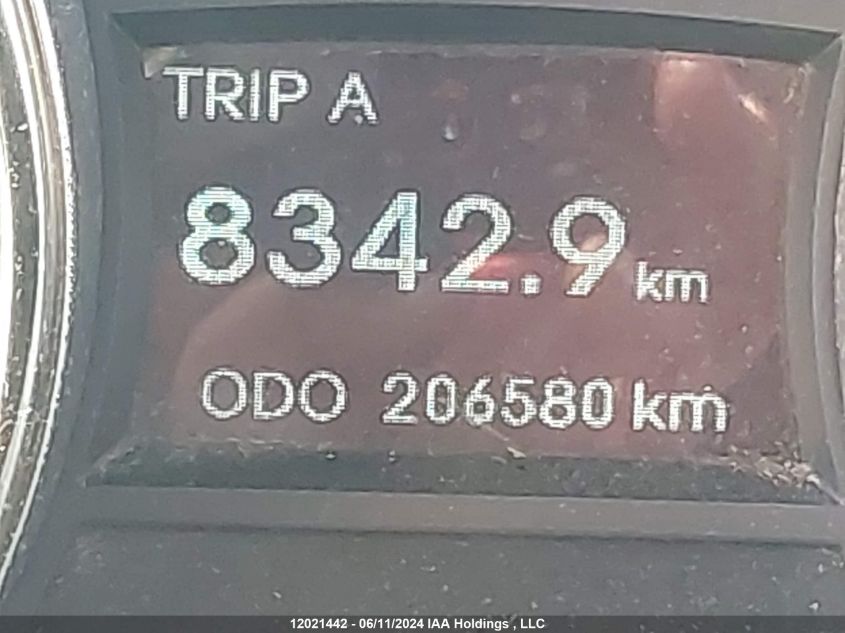 TRIP A
8342.9 km
ODO 206580 km
12021442 - 06/11/2024 IAA Holdings , LLC